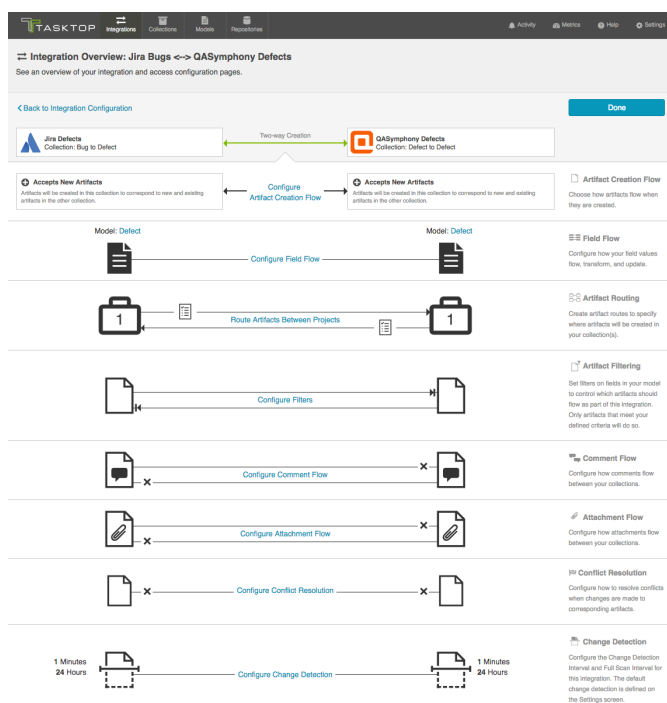 TASKTOP
Integrations
Collections
Models
Repositories
Activity
Metrics
Help
Settings
Integration Overview: Jira Bugs <--> QASymphony Defects
See an overview of your integration and access configuration pages.
Back to Integration Configuration
Done
Jira Defects
Collection: Bug to Defect
Two-way Creation
QASymphony Defects
Collection: Defect to Defect
Accepts New Artifacts
Artifacts will be created in this collection to correspond to new and existing
artifacts in the other collection.
Configure
Artifact Creation Flow
Accepts New Artifacts
Artifacts will be created in this collection to correspond to new and existing
artifacts in the other collection.
Artifact Creation Flow
Choose how artifacts flow when
they are created.
Model: Defect
Configure Field Flow
Model: Defect
Field Flow
Configure how your field values
flow, transform, and update.
1
Route Artifacts Between Projects
1
Artifact Routing
Create artifact routes to specify
where artifacts will be created in
your collection(s).
Configure Filters
Artifact Filtering
Set filters on fields in your model
to control which artifacts should
flow as part of this integration.
Only artifacts that meet your
defined criteria will do so.
Configure Comment Flow
Comment Flow
Configure how comments flow
between your collections.
Configure Attachment Flow
Attachment Flow
Configure how attachments flow
between your collections.
Configure Conflict Resolution
Conflict Resolution
Configure how to resolve conflicts
when changes are made to
corresponding artifacts.
1 Minutes
24 Hours
Configure Change Detection
1 Minutes
24 Hours
Change Detection
Configure the Change Detection
Interval and Full Scan Interval for
this integration. The default
change detection is defined on
the Settings screen.